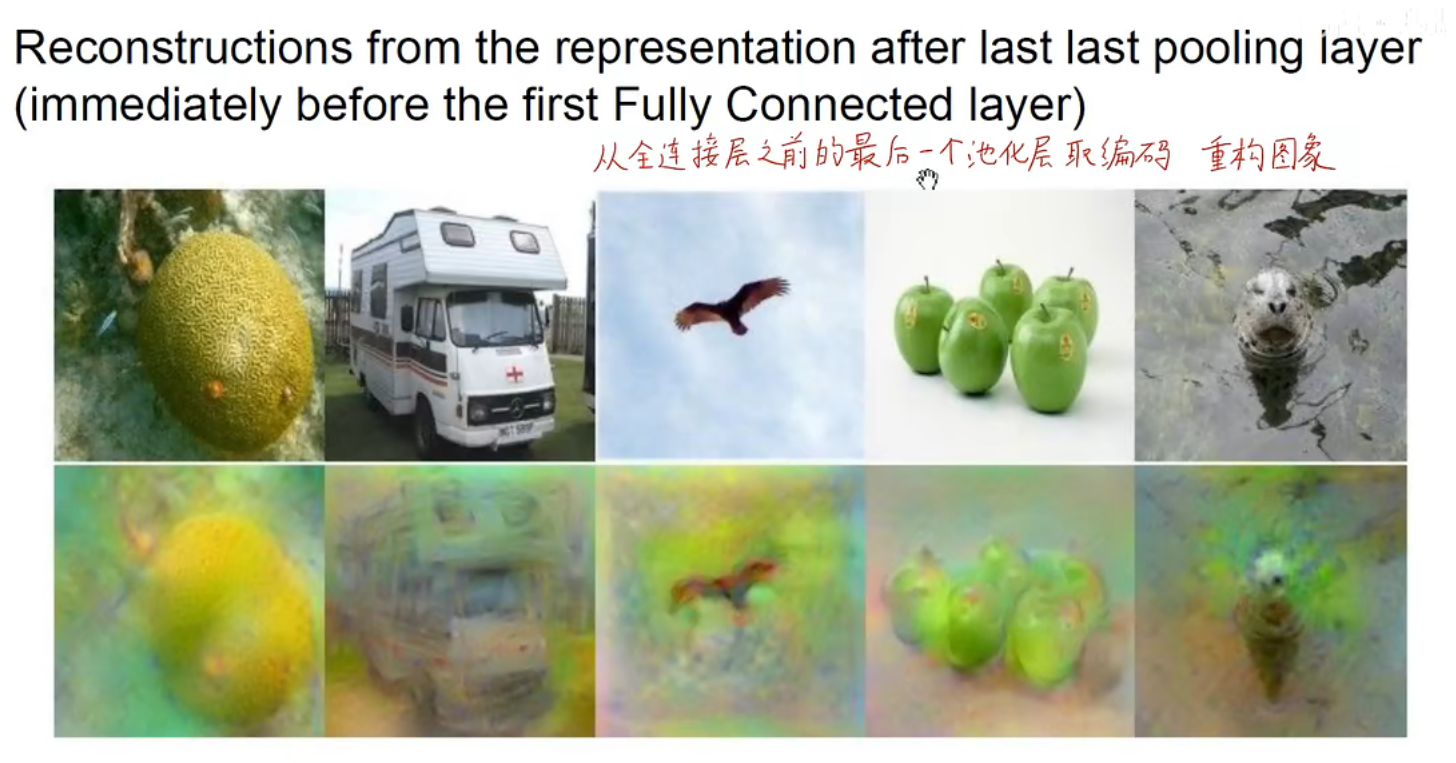 Reconstructions from the representation after last last pooling layer
(immediately before the first Fully Connected layer)
从全连接层之前的最后一个池化层取编码 重构图象